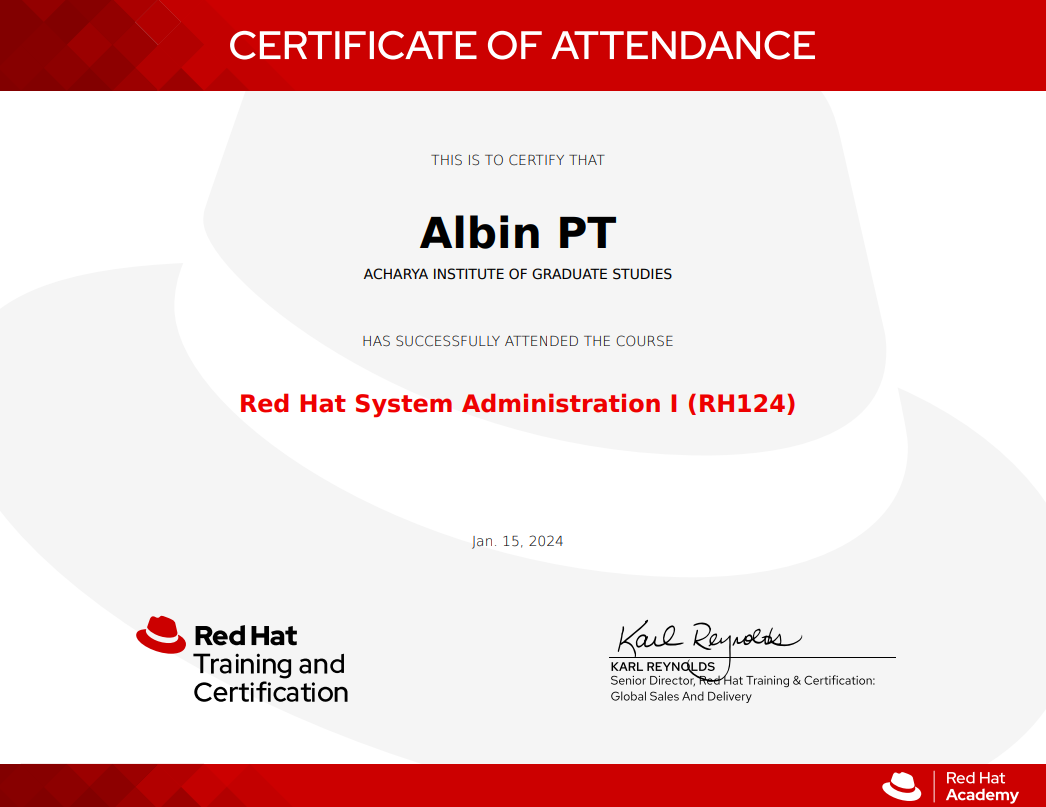 CERTIFICATE OF ATTENDANCE
THIS IS TO CERTIFY THAT
Albin PT
ACHARYA INSTITUTE OF GRADUATE STUDIES
HAS SUCCESSFULLY ATTENDED THE COURSE
Red Hat System Administration I (RH124)
Jan. 15, 2024
Red Hat
Training and
Certification
Karl Reynolds
KARL REYNOLDS
Senior Director, Red Hat Training & Certification:
Global Sales And Delivery
Red Hat
Academy